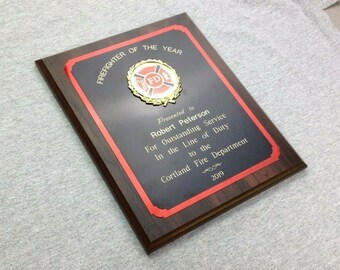 FIREFIGHTER OF THE YEAR
FD
Presented to
Robert Peterson
For Outstanding Service
In the Line of Duty
to the
Cortland Fire Department
2019